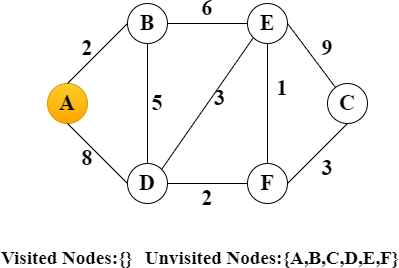 B 6 E
2 9
A 5 3 1 C
8 3
D 2 F
Visited Nodes:{} Unvisited Nodes:{A,B,C,D,E,F}